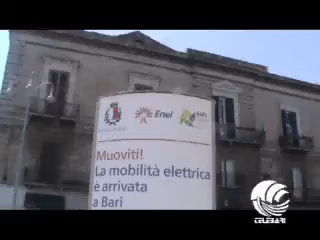 Enel
Muoviti!
La mobilità elettrica
è arrivata
a Bari
TELEBARI